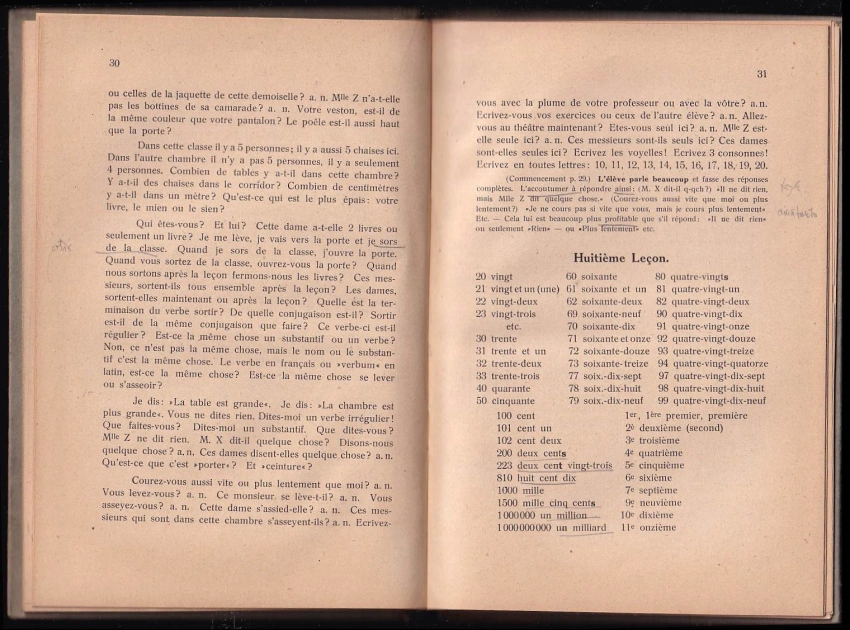 30
ou celles de la jaquette de cette demoiselle? a. n. Mlle Z n'a-t-elle
pas les bottines de sa camarade? a. n. Votre veston, est-il de
la même couleur que votre pantalon? Le poêle est-il aussi haut
que la porte?
Dans cette classe il y a 5 personnes; il y a aussi 5 chaises ici.
Dans l'autre chambre il n'y a pas 5 personnes, il y a seulement
4 personnes. Combien de tables y a-t-il dans cette chambre?
Y a-t-il des chaises dans le corridor? Combien de centimètres
y a-t-il dans un mètre? Qu'est-ce qui est le plus épais: votre
livre, le mien ou le sien?
Qui êtes-vous? Et lui? Cette dame a-t-elle 2 livres ou
seulement un livre? Je me lève, je vais vers la porte et je sors
de la classe. Quand je sors de la classe, j'ouvre la porte.
Quand vous sortez de la classe, ouvrez-vous la porte? Quand
nous sortons après la leçon fermons-nous les livres? Ces mes-
sieurs, sortent-ils tous ensemble après la leçon? Les dames,
sortent-elles maintenant ou après la leçon? Quelle est la ter-
minaison du verbe sortir? De quelle conjugaison est-il? Sortir
est-il de la même conjugaison que faire? Ce verbe-ci est-il
régulier? Est-ce la même chose un substantif ou un verbe?
Non, ce n'est pas la même chose, mais le nom ou le substan-
tif c'est la même chose. Le verbe en français ou »verbum« en
latin, est-ce la même chose? Est-ce la même chose se lever
ou s'asseoir?
Je dis: »La table est grande«. Je dis: »La chambre est
plus grande«. Vous ne dites rien. Dites-moi un verbe irrégulier!
Que faites-vous? Dites-moi un substantif. Que dites-vous?
Mlle Z ne dit rien. M. X dit-il quelque chose? Disons-nous
quelque chose? a. n. Ces dames disent-elles quelque chose? a. n.
Qu'est-ce que c'est »porter«? Et »ceinture«?
Courez-vous aussi vite ou plus lentement que moi? a. n.
Vous levez-vous? a. n. Ce monsieur se lève-t-il? a. n. Vous
asseyez-vous? a. n. Cette dame s'assied-elle? a. n. Ces mes-
sieurs qui sont dans cette chambre s'asseyent-ils? a. n. Ecrivez-
31
vous avec la plume de votre professeur ou avec la vôtre? a. n.
Ecrivez-vous vos exercices ou ceux de l'autre élève? a. n. Allez-
vous au théâtre maintenant? Etes-vous seul ici? a. n. Mlle Z est-
elle seule ici? a. n. Ces messieurs sont-ils seuls ici? Ces dames
sont-elles seules ici? Ecrivez les voyelles! Ecrivez 3 consonnes!
Ecrivez en toutes lettres: 10, 11, 12, 13, 14, 15, 16, 17, 18, 19, 20.
(Commencement p. 29.) L'élève parle beaucoup et fasse des réponses
complètes. L'accoutumer à répondre ainsi: (M. X dit-il q-qch?) »Il ne dit rien,
mais Mlle Z dit quelque chose.« (Courez-vous aussi vite que moi ou plus
lentement?) »Je ne cours pas si vite que vous, mais je cours plus lentement«
Etc. — Cela lui est beaucoup plus profitable que s'il répond: »Il ne dit rien«
ou seulement »Rien« — ou »Plus lentement« etc.
Huitième Leçon.
20 vingt 60 soixante 80 quatre-vingts
21 vingt et un (une) 61 soixante et un 81 quatre-vingt-un
22 vingt-deux 62 soixante-deux 82 quatre-vingt-deux
23 vingt-trois 69 soixante-neuf 90 quatre-vingt-dix
etc. 70 soixante-dix 91 quatre-vingt-onze
30 trente 71 soixante et onze 92 quatre-vingt-douze
31 trente et un 72 soixante-douze 93 quatre-vingt-treize
32 trente-deux 73 soixante-treize 94 quatre-vingt-quatorze
33 trente-trois 77 soix.-dix-sept 97 quatre-vingt-dix-sept
40 quarante 78 soix.-dix-huit 98 quatre-vingt-dix-huit
50 cinquante 79 soix.-dix-neuf 99 quatre-vingt-dix-neuf
100 cent 1er, 1ère premier, première
101 cent un 2e deuxième (second)
102 cent deux 3e troisième
200 deux cents 4e quatrième
223 deux cent vingt-trois 5e cinquième
810 huit cent dix 6e sixième
1000 mille 7e septième
1500 mille cinq cents 9e neuvième
1000000 un million 10e dixième
1000000000 un milliard 11e onzième